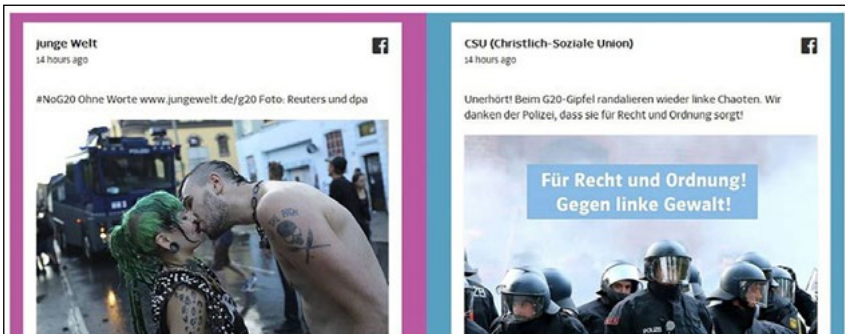 junge Welt
14 hours ago
#NoG20 Ohne Worte www.jungewelt.de/g20 Foto: Reuters und dpa
POLIZEI
CSU (Christlich-Soziale Union)
14 hours ago
Unerhört! Beim G20-Gipfel randalieren wieder linke Chaoten. Wir
danken der Polizei, dass sie für Recht und Ordnung sorgt!
Für Recht und Ordnung!
Gegen linke Gewalt!
POLIZEI